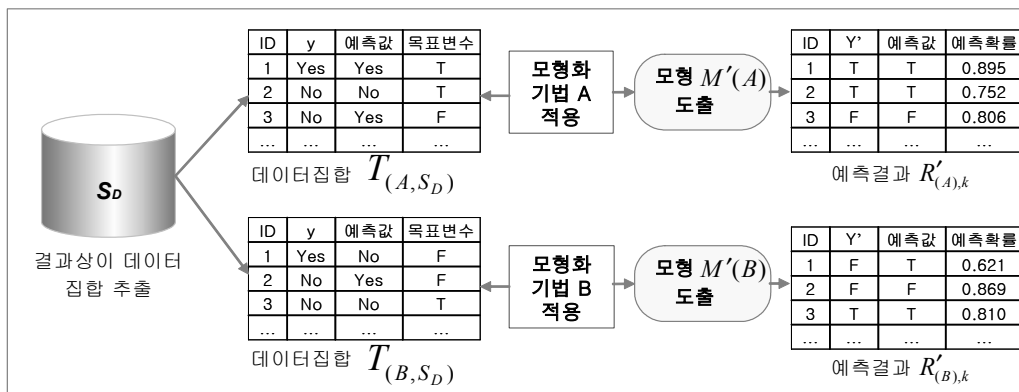 ID y 예측값 목표변수
1 Yes Yes T
2 No No T
3 No Yes F
... ... ... ...
데이터집합 T(A,SD)
모형화
기법 A
적용
모형 M′(A)
도출
ID Y' 예측값 예측확률
1 T T 0.895
2 T T 0.752
3 F F 0.806
... ... ... ...
예측결과 R′(A),k
SD
결과상이 데이터
집합 추출
ID y 예측값 목표변수
1 Yes No F
2 No Yes F
3 No No T
... ... ... ...
데이터집합 T(B,SD)
모형화
기법 B
적용
모형 M′(B)
도출
ID Y' 예측값 예측확률
1 F T 0.621
2 F F 0.869
3 T T 0.810
... ... ... ...
예측결과 R′(B),k